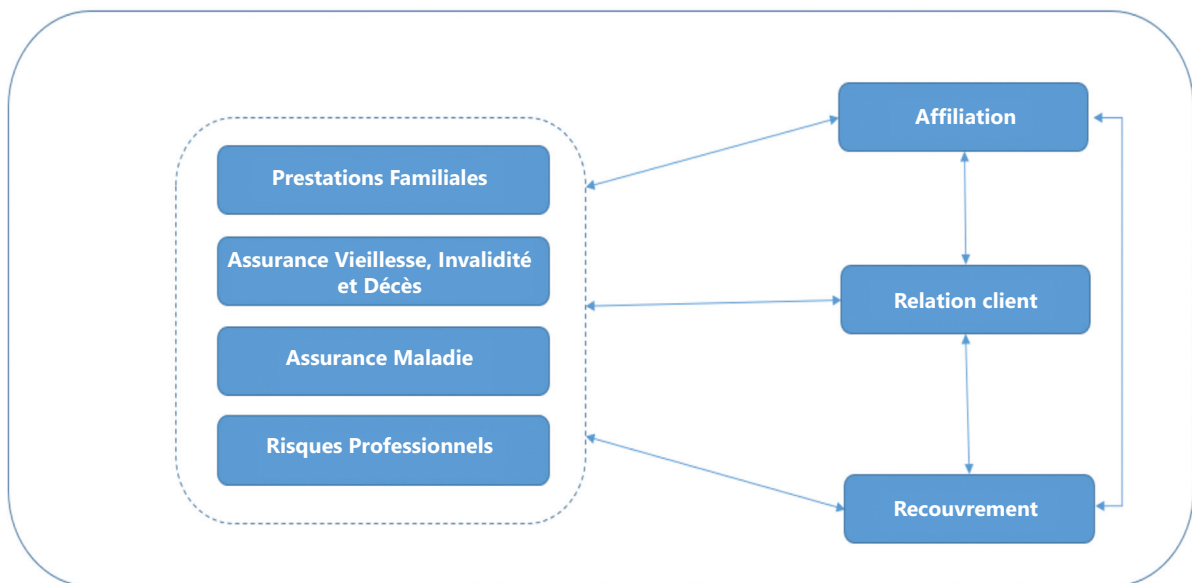 Prestations Familiales
Assurance Vieillesse, Invalidité
et Décès
Assurance Maladie
Risques Professionnels
Affiliation
Relation client
Recouvrement